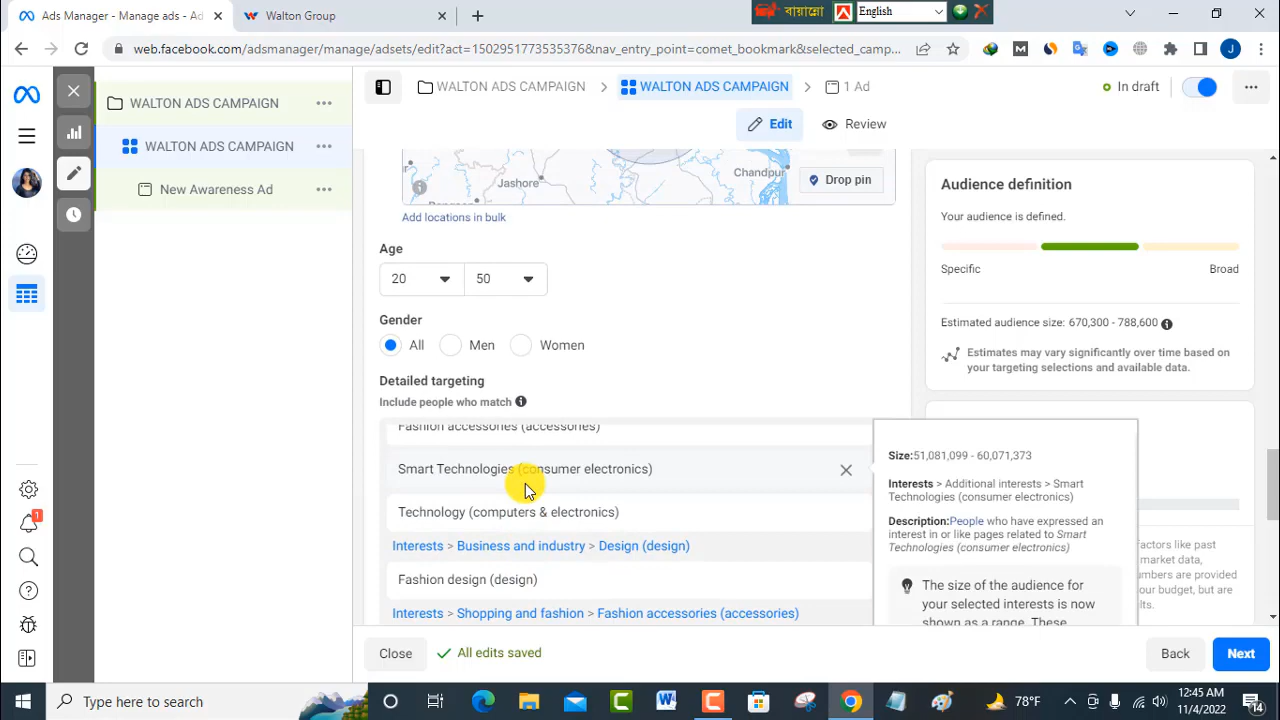 Ads Manager - Manage ads - Ad
Walton Group
বায়ান্নো
English
web.facebook.com/adsmanager/manage/adsets/edit?act=1502951773535376&nav_entry_point=comet_bookmark&selected_camp...
WALTON ADS CAMPAIGN
WALTON ADS CAMPAIGN
New Awareness Ad
WALTON ADS CAMPAIGN > WALTON ADS CAMPAIGN > 1 Ad
In draft
Edit
Review
Jashore
Chandpur
Drop pin
Add locations in bulk
Age
20
50
Gender
All
Men
Women
Detailed targeting
Include people who match
Fashion accessories (accessories)
Smart Technologies (consumer electronics)
Technology (computers & electronics)
Interests > Business and industry > Design (design)
Fashion design (design)
Interests > Shopping and fashion > Fashion accessories (accessories)
Size:51,081,099 - 60,071,373
Interests > Additional interests > Smart
Technologies (consumer electronics)
Description:People who have expressed an
interest in or like pages related to Smart
Technologies (consumer electronics)
The size of the audience for
your selected interests is now
shown as a range. These
Audience definition
Your audience is defined.
Specific
Broad
Estimated audience size: 670,300 - 788,600
Estimates may vary significantly over time based on
your targeting selections and available data.
factors like past
market data,
numbers are provided
your budget, but are
Close
All edits saved
Back
Next
1
Type here to search
78°F
12:45 AM
11/4/2022
14